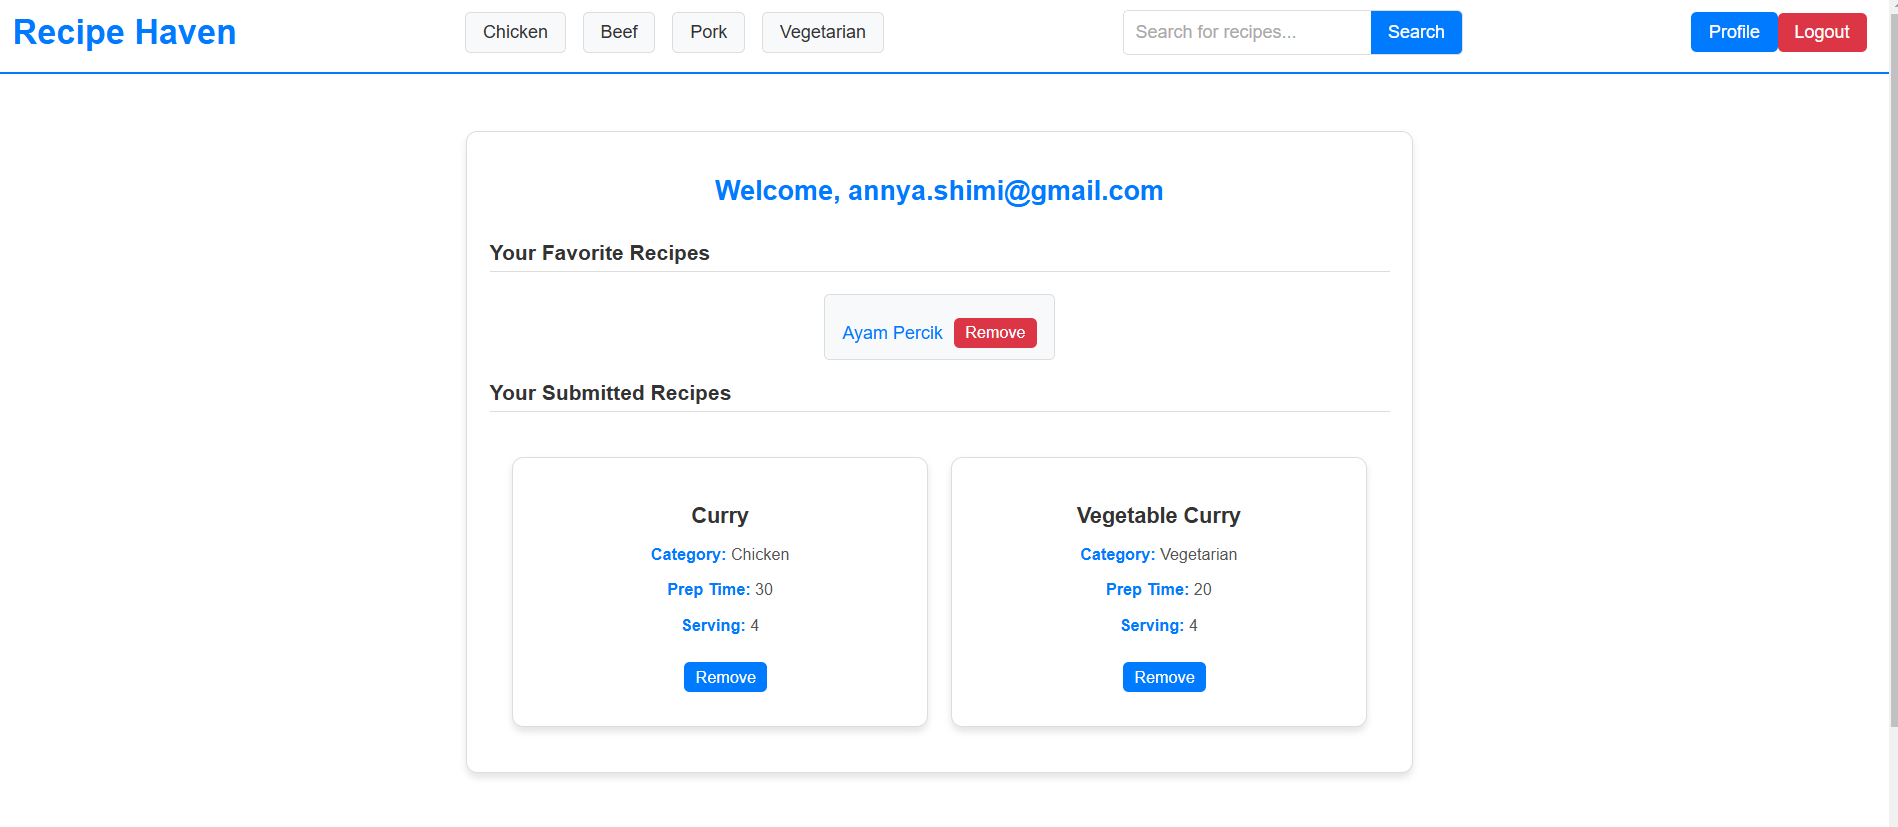 Recipe Haven
Chicken Beef Pork Vegetarian
Search for recipes... Search
Profile Logout
Welcome, annya.shimi@gmail.com
Your Favorite Recipes
Ayam Percik Remove
Your Submitted Recipes
Curry
Category: Chicken
Prep Time: 30
Serving: 4
Remove
Vegetable Curry
Category: Vegetarian
Prep Time: 20
Serving: 4
Remove